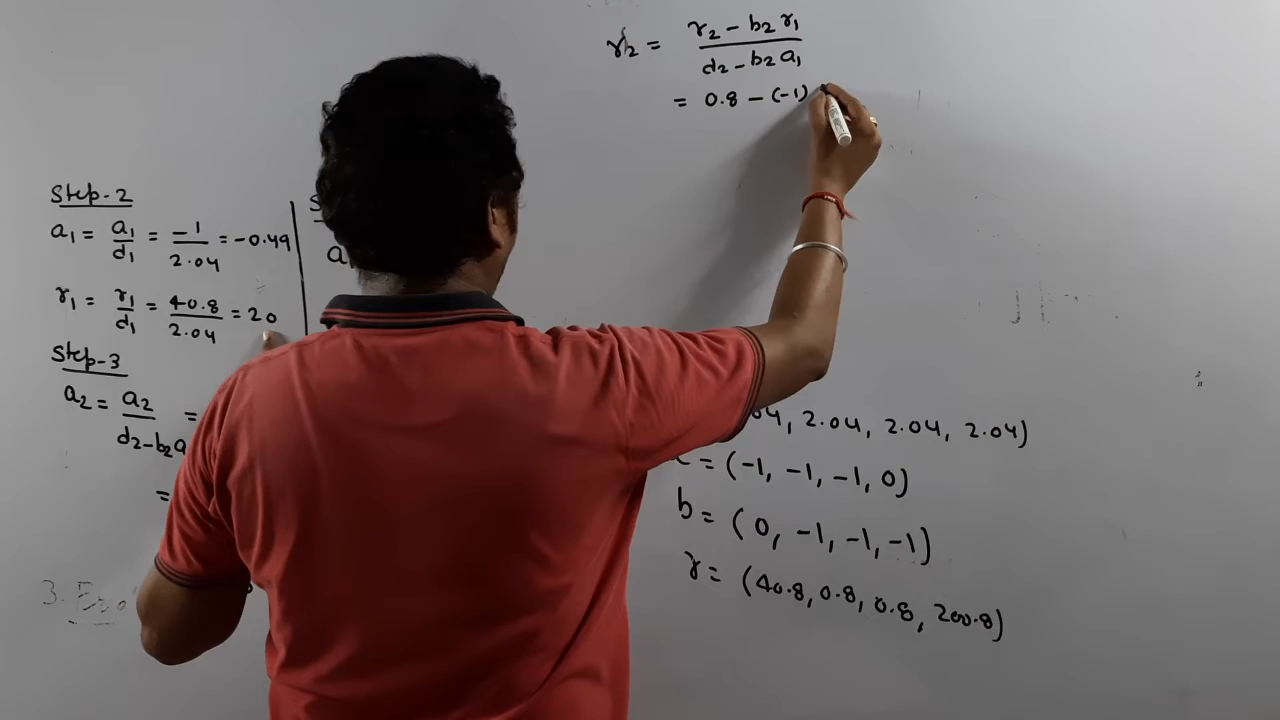 r2 = r2 - b2 r1 / d2 - b2 a1
= 0.8 - (-1)
Step-2
a1 = a1 / d1 = -1 / 2.04 = -0.49
r1 = r1 / d1 = 40.8 / 2.04 = 20
Step-3
a2 = a2 / d2 - b2 a =
=
S
a
04, 2.04, 2.04, 2.04)
= (-1, -1, -1, 0)
b = (0, -1, -1, -1)
r = (40.8, 0.8, 0.8, 200.8)
3.